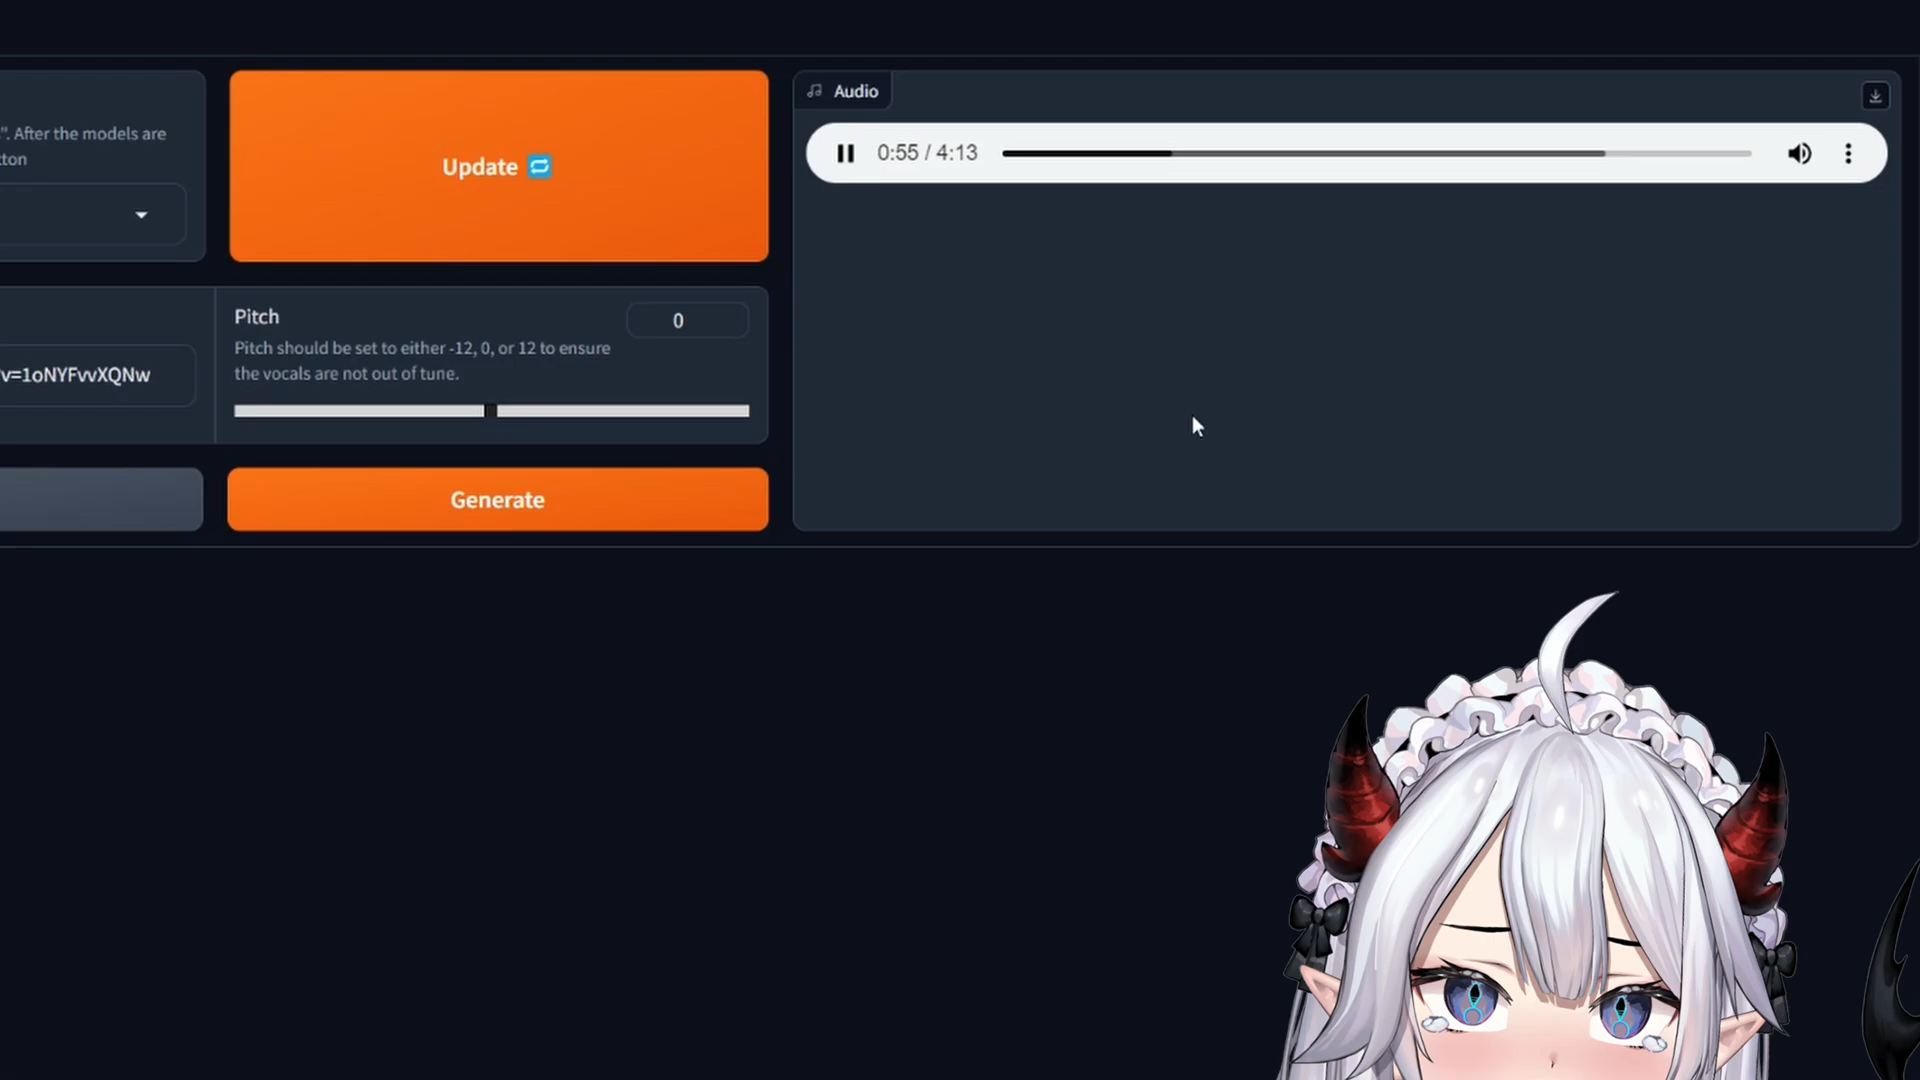 ". After the models are
tton
Update
v=1oNYFvvXQNw
Pitch
0
Pitch should be set to either -12, 0, or 12 to ensure
the vocals are not out of tune.
Generate
Audio
0:55 / 4:13